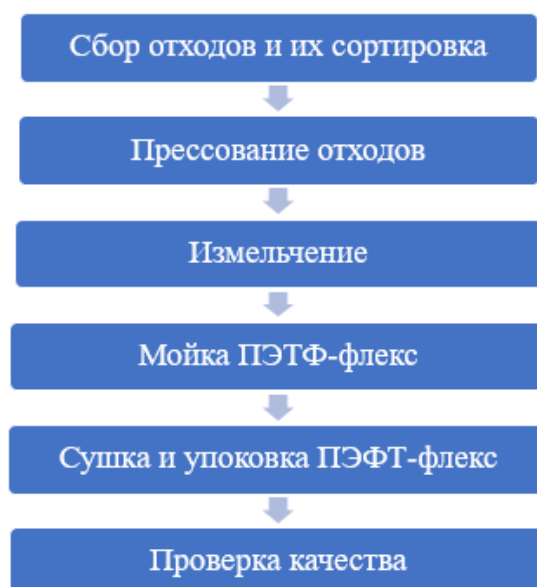 Сбор отходов и их сортировка
Прессование отходов
Измельчение
Мойка ПЭТФ-флекс
Сушка и упоковка ПЭФТ-флекс
Проверка качества